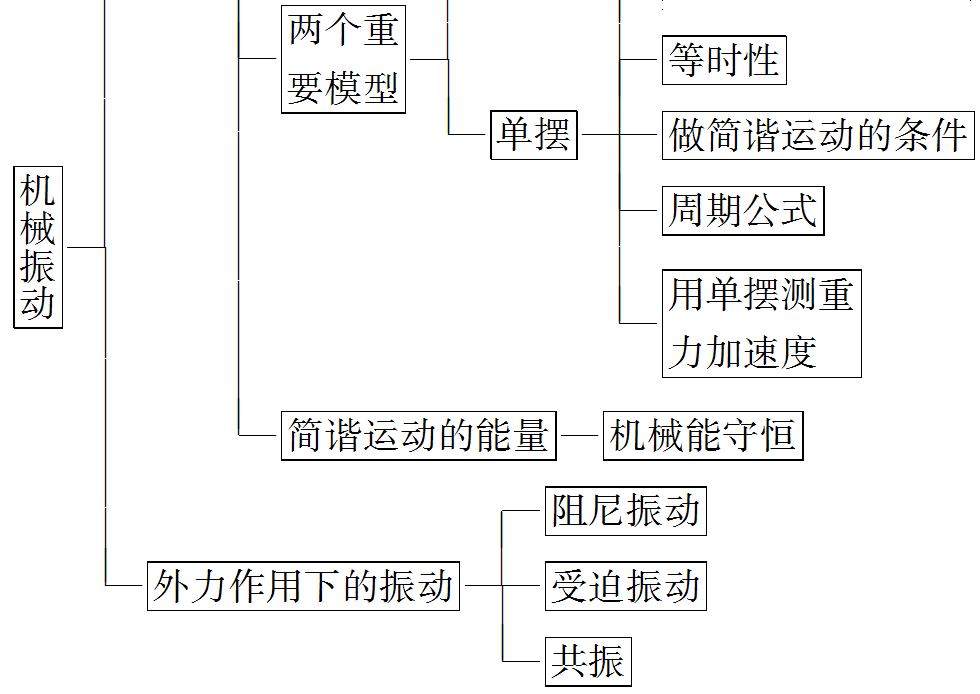 两个重
要模型
等时性
单摆
做简谐运动的条件
周期公式
机械振动
用单摆测重
力加速度
简谐运动的能量
机械能守恒
阻尼振动
外力作用下的振动
受迫振动
共振